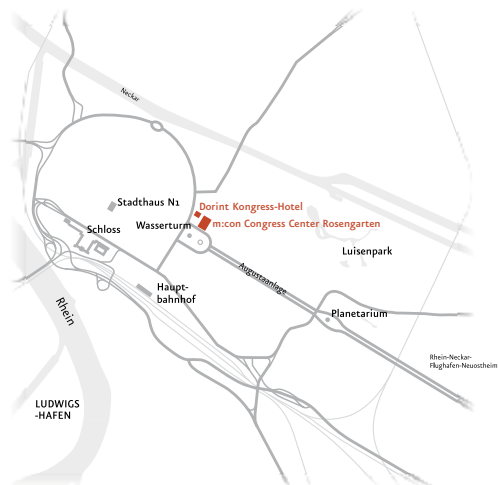 Neckar
Stadthaus N1
Dorint Kongress-Hotel
m:con Congress Center Rosengarten
Wasserturm
Schloss
Luisenpark
Augustaanlage
Haupt-
bahnhof
Rhein
Planetarium
Rhein-Neckar-
Flughafen-Neuostheim
LUDWIGS
-HAFEN